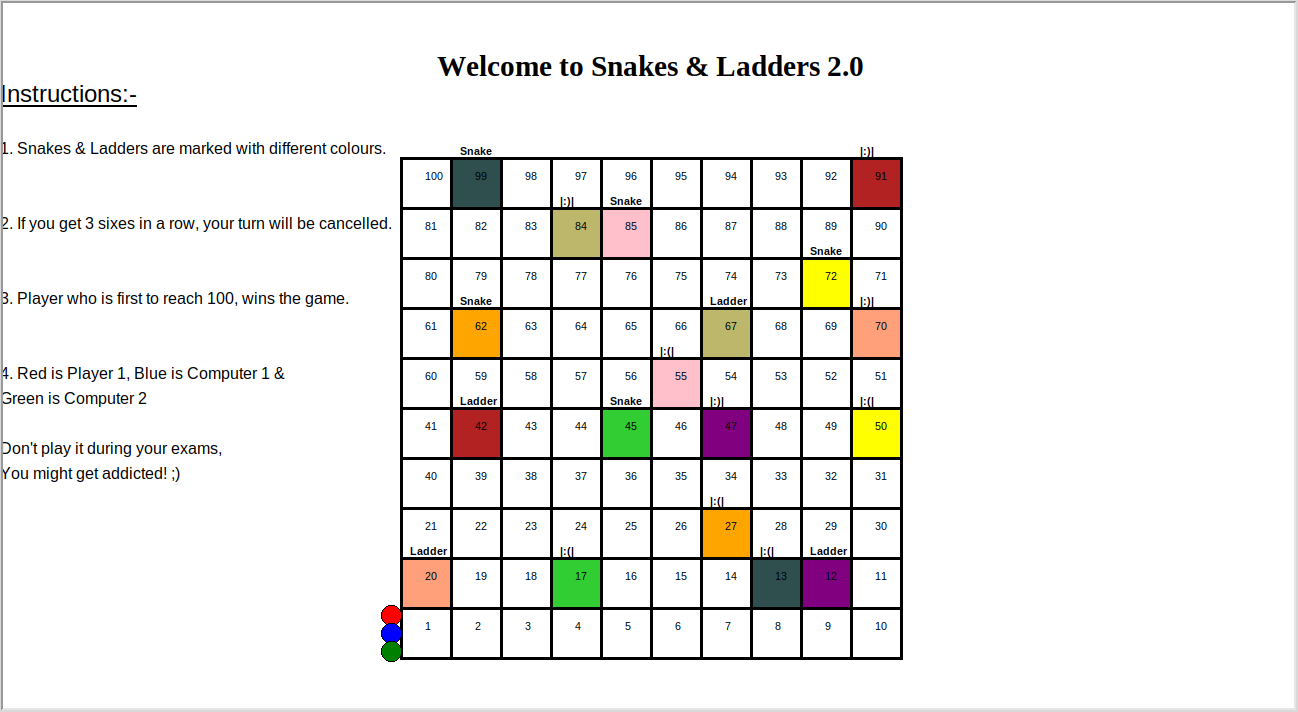 Welcome to Snakes & Ladders 2.0
Instructions:-
1. Snakes & Ladders are marked with different colours.
2. If you get 3 sixes in a row, your turn will be cancelled.
3. Player who is first to reach 100, wins the game.
4. Red is Player 1, Blue is Computer 1 &
Green is Computer 2
Don't play it during your exams,
You might get addicted! ;)
Snake |:)|
100 99 98 97 96 95 94 93 92 91
|:)| Snake
81 82 83 84 85 86 87 88 89 90
Snake
80 79 78 77 76 75 74 73 72 71
Snake Ladder |:)|
61 62 63 64 65 66 67 68 69 70
|:(|
60 59 58 57 56 55 54 53 52 51
Ladder Snake |:)| |:(|
41 42 43 44 45 46 47 48 49 50
40 39 38 37 36 35 34 33 32 31
|:(|
21 22 23 24 25 26 27 28 29 30
Ladder |:(| |:(| Ladder
20 19 18 17 16 15 14 13 12 11
1 2 3 4 5 6 7 8 9 10